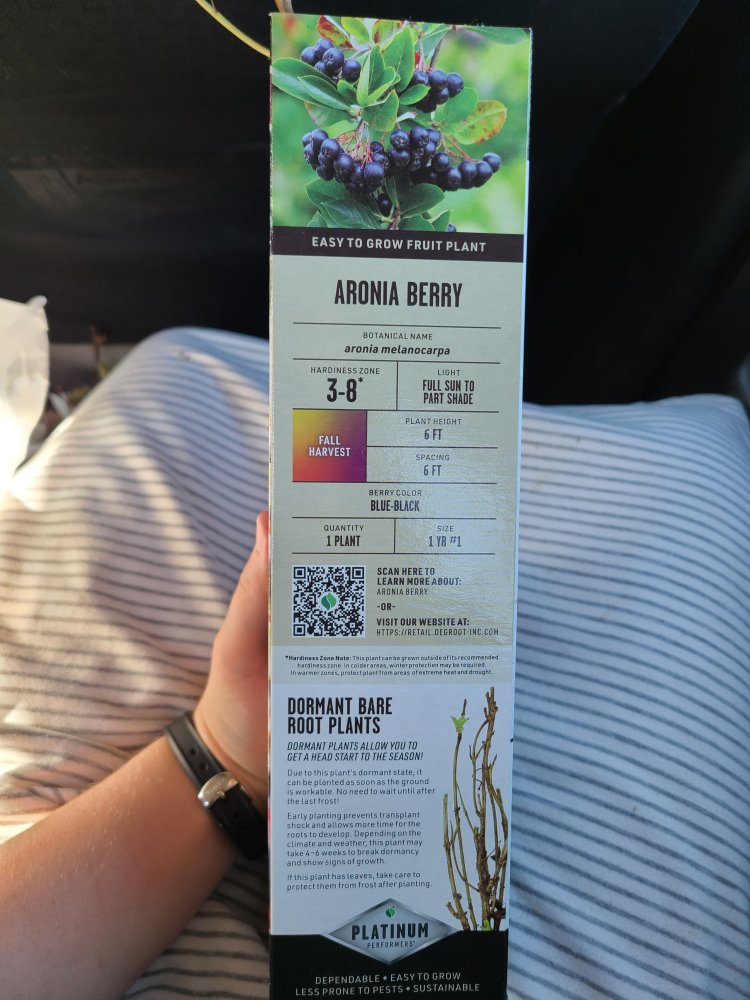 EASY TO GROW FRUIT PLANT
ARONIA BERRY
BOTANICAL NAME
aronia melanocarpa
HARDINESS ZONE
3-8*
LIGHT
FULL SUN TO
PART SHADE
FALL
HARVEST
PLANT HEIGHT
6 FT
SPACING
6 FT
BERRY COLOR
BLUE-BLACK
QUANTITY
1 PLANT
SIZE
1 YR #1
SCAN HERE TO
LEARN MORE ABOUT:
ARONIA BERRY
-OR-
VISIT OUR WEBSITE AT:
HTTPS://RETAIL.DEGROOT-INC.COM
*Hardiness Zone Note: This plant can be grown outside of its recommended
hardiness zone. In colder areas, winter protection may be required.
In warmer zones, protect plant from areas of extreme heat and drought.
DORMANT BARE
ROOT PLANTS
DORMANT PLANTS ALLOW YOU TO
GET A HEAD START TO THE SEASON!
Due to this plant's dormant state, it
can be planted as soon as the ground
is workable. No need to wait until after
the last frost!
Early planting prevents transplant
shock and allows more time for the
roots to develop. Depending on the
climate and weather, this plant may
take 4-6 weeks to break dormancy
and show signs of growth.
If this plant has leaves, take care to
protect them from frost after planting.
PLATINUM
PERFORMERS
DEPENDABLE • EASY TO GROW
LESS PRONE TO PESTS • SUSTAINABLE